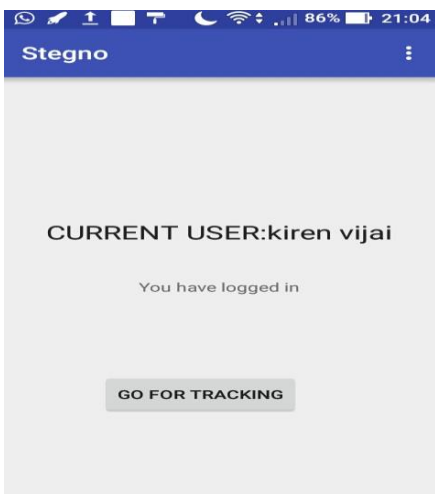 86% 21:04
Stegno
CURRENT USER:kiren vijai
You have logged in
GO FOR TRACKING